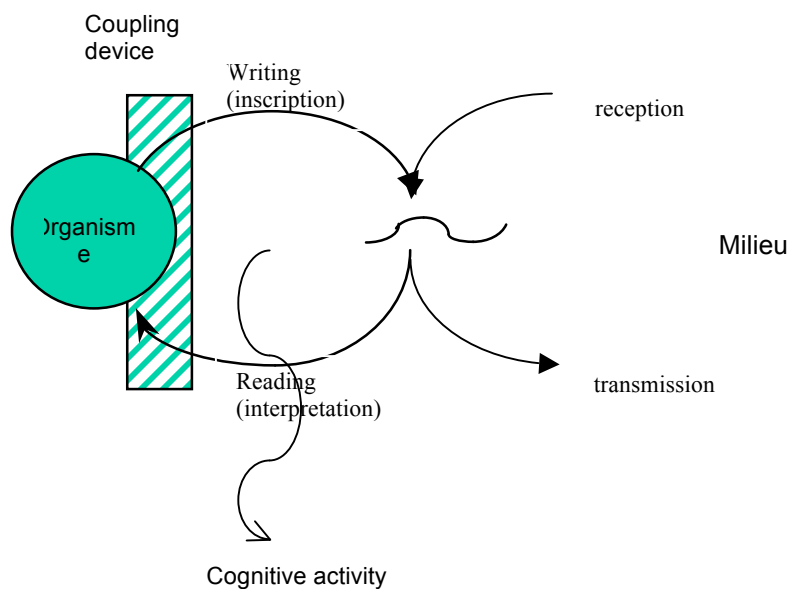 Coupling
device
Writing
(inscription)
reception
Organism
e
Milieu
Reading
(interpretation)
transmission
Cognitive activity